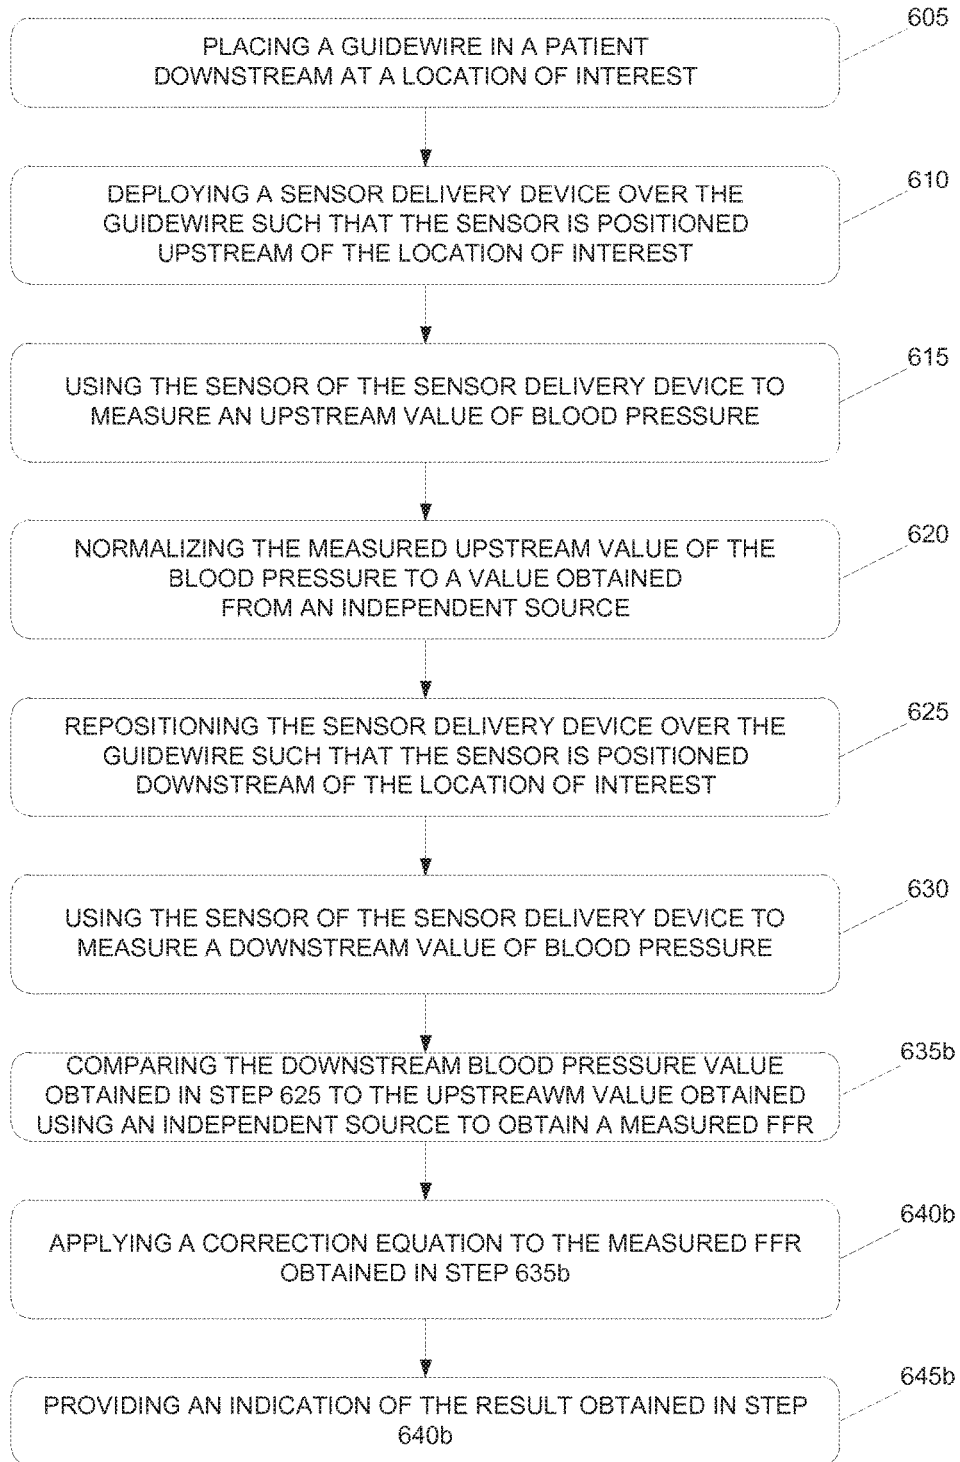 605
PLACING A GUIDEWIRE IN A PATIENT
DOWNSTREAM AT A LOCATION OF INTEREST
610
DEPLOYING A SENSOR DELIVERY DEVICE OVER THE
GUIDEWIRE SUCH THAT THE SENSOR IS POSITIONED
UPSTREAM OF THE LOCATION OF INTEREST
615
USING THE SENSOR OF THE SENSOR DELIVERY DEVICE TO
MEASURE AN UPSTREAM VALUE OF BLOOD PRESSURE
620
NORMALIZING THE MEASURED UPSTREAM VALUE OF THE
BLOOD PRESSURE TO A VALUE OBTAINED
FROM AN INDEPENDENT SOURCE
625
REPOSITIONING THE SENSOR DELIVERY DEVICE OVER THE
GUIDEWIRE SUCH THAT THE SENSOR IS POSITIONED
DOWNSTREAM OF THE LOCATION OF INTEREST
630
USING THE SENSOR OF THE SENSOR DELIVERY DEVICE TO
MEASURE A DOWNSTREAM VALUE OF BLOOD PRESSURE
635b
COMPARING THE DOWNSTREAM BLOOD PRESSURE VALUE
OBTAINED IN STEP 625 TO THE UPSTREAWM VALUE OBTAINED
USING AN INDEPENDENT SOURCE TO OBTAIN A MEASURED FFR
640b
APPLYING A CORRECTION EQUATION TO THE MEASURED FFR
OBTAINED IN STEP 635b
645b
PROVIDING AN INDICATION OF THE RESULT OBTAINED IN STEP
640b